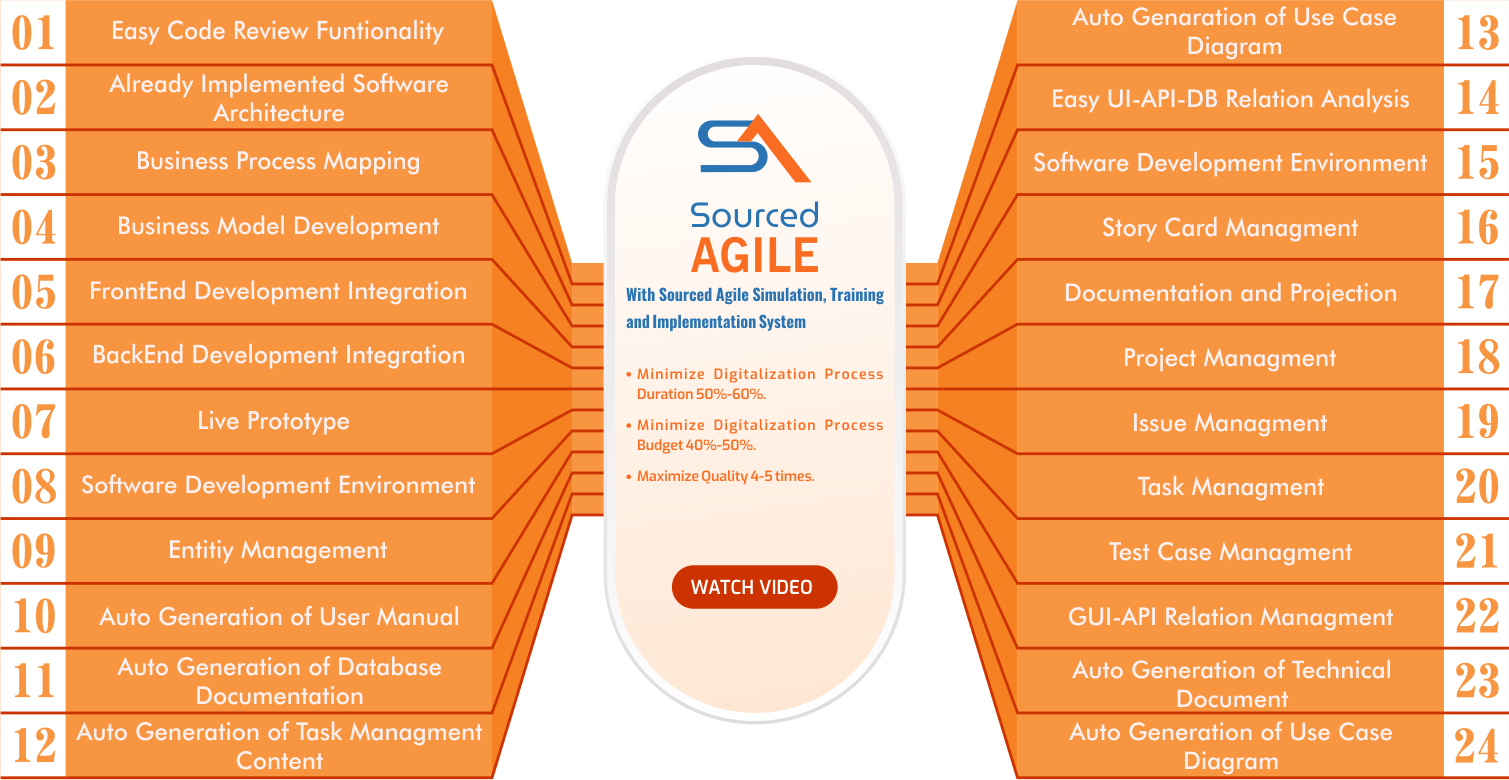 01
Easy Code Review Funtionality
02
Already Implemented Software
Architecture
03
Business Process Mapping
04
Business Model Development
05
FrontEnd Development Integration
06
BackEnd Development Integration
07
Live Prototype
08
Software Development Environment
09
Entitiy Management
10
Auto Generation of User Manual
11
Auto Generation of Database
Documentation
12
Auto Generation of Task Managment
Content
SA
Sourced
AGILE
With Sourced Agile Simulation, Training
and Implementation System
• Minimize Digitalization Process
Duration 50%-60%.
• Minimize Digitalization Process
Budget 40%-50%.
• Maximize Quality 4-5 times.
WATCH VIDEO
Auto Genaration of Use Case
Diagram
13
Easy UI-API-DB Relation Analysis
14
Software Development Environment
15
Story Card Managment
16
Documentation and Projection
17
Project Managment
18
Issue Managment
19
Task Managment
20
Test Case Managment
21
GUI-API Relation Managment
22
Auto Generation of Technical
Document
23
Auto Generation of Use Case
Diagram
24